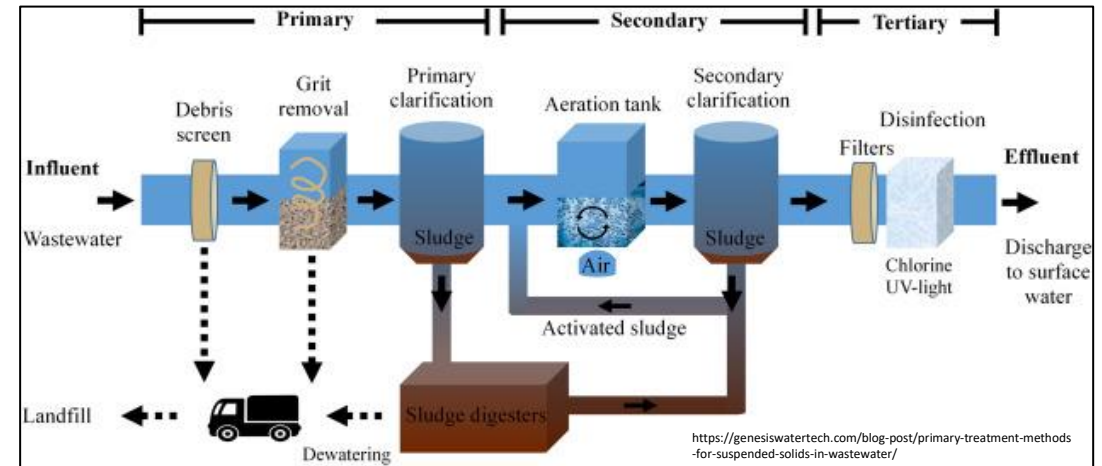 Primary
Secondary
Tertiary
Debris
screen
Grit
removal
Primary
clarification
Aeration tank
Secondary
clarification
Disinfection
Filters
Influent
Wastewater
Sludge
Air
Sludge
Chlorine
UV-light
Effluent
Discharge
to surface
water
Activated sludge
Landfill
Dewatering
Sludge digesters
https://genesiswatertech.com/blog-post/primary-treatment-methods
-for-suspended-solids-in-wastewater/